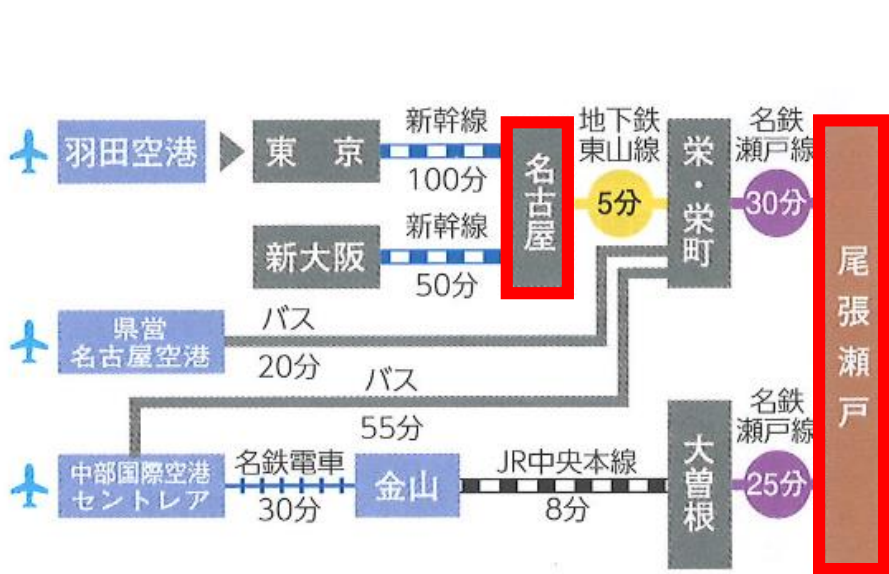 羽田空港
東 京
新幹線
100分
名古屋
地下鉄
東山線
5分
栄・栄町
名鉄
瀬戸線
30分
尾張瀬戸
新大阪
新幹線
50分
県営
名古屋空港
バス
20分
バス
55分
中部国際空港
セントレア
名鉄電車
30分
金山
JR中央本線
8分
大曽根
名鉄
瀬戸線
25分